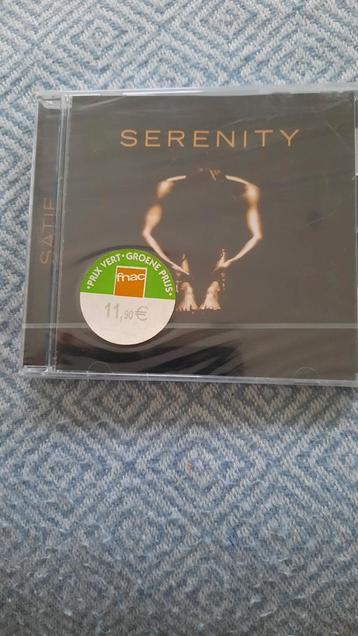 SERENITY
SATIE
• PRIX VERT • GROENE PRIJS
fnac
11,90 €